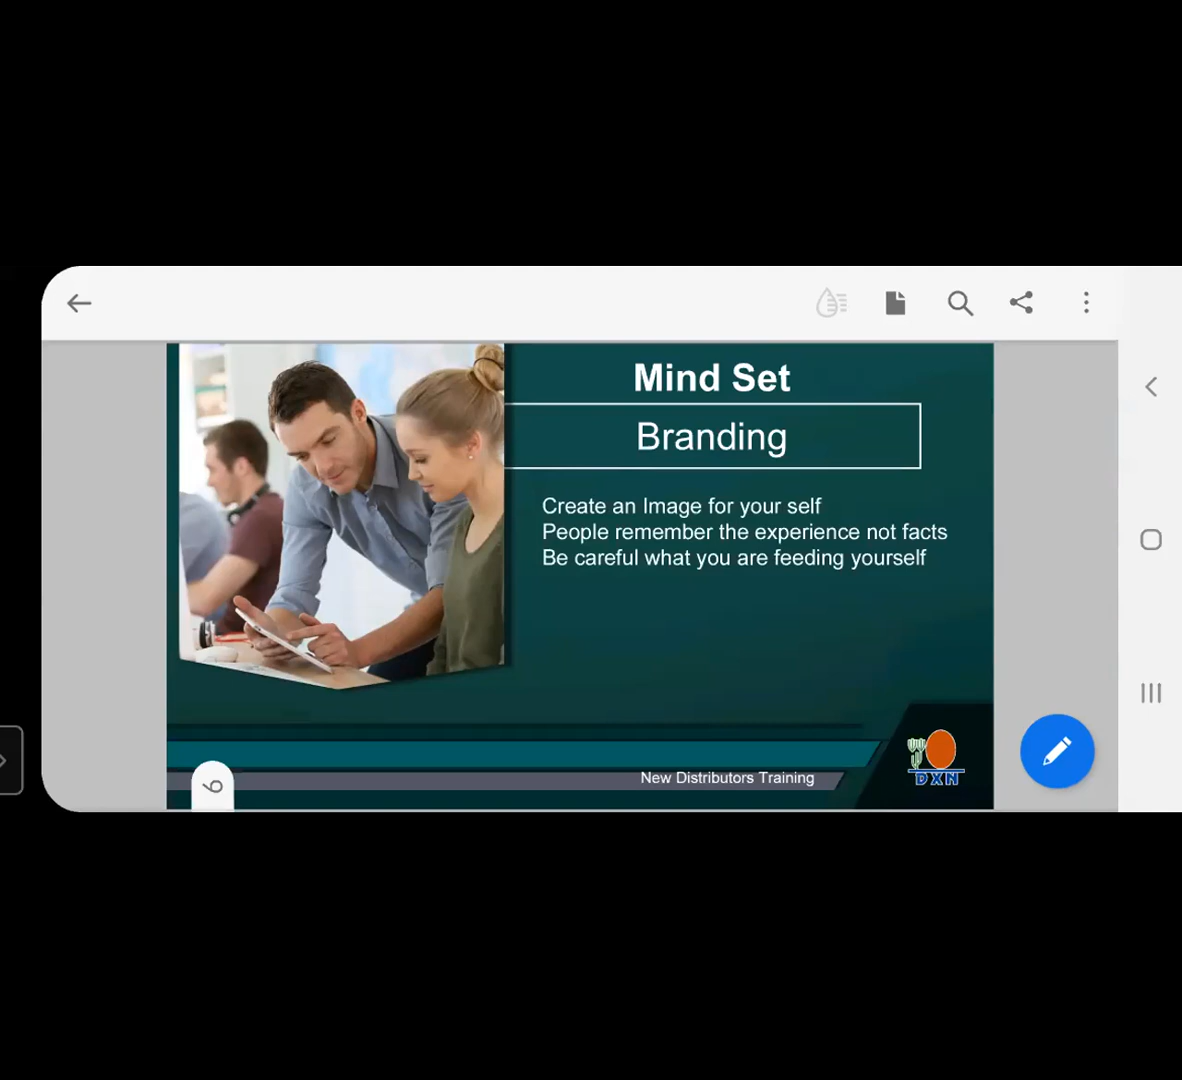 Mind Set
Branding
Create an Image for your self
People remember the experience not facts
Be careful what you are feeding yourself
New Distributors Training
DXN
9